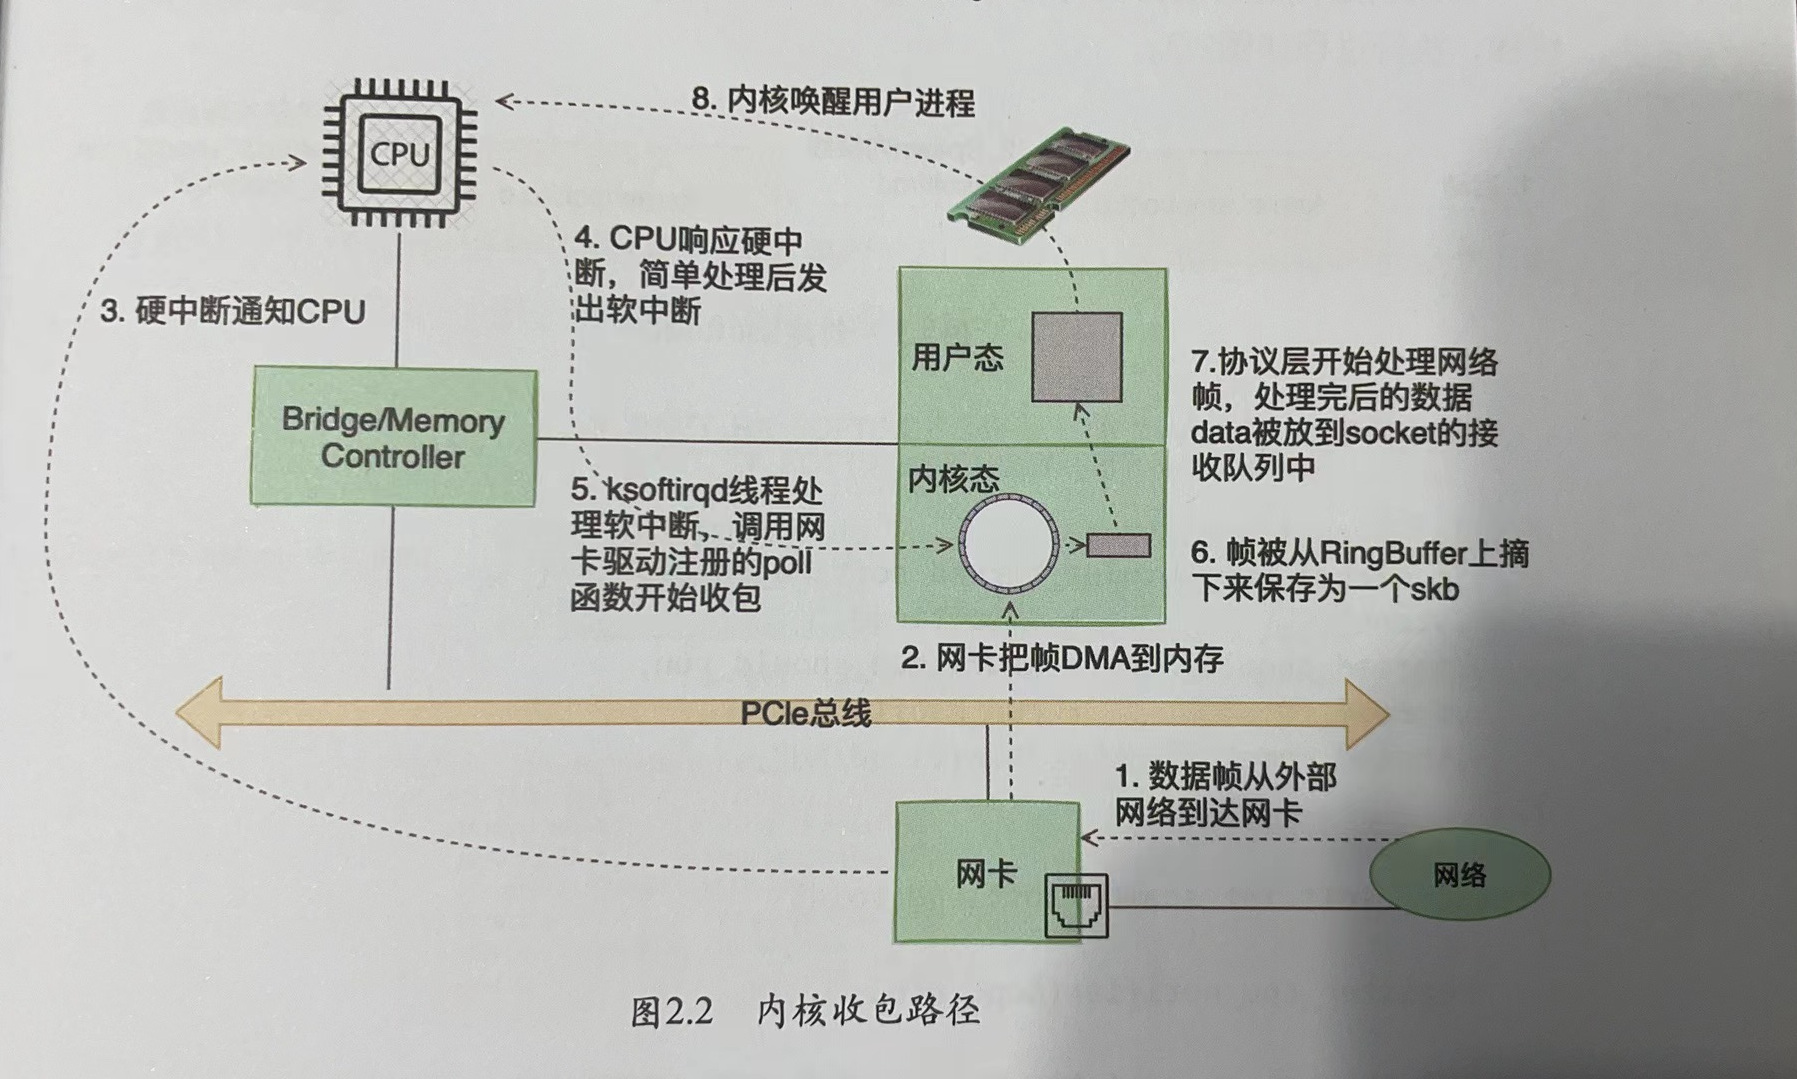 8. 内核唤醒用户进程
CPU
4. CPU响应硬中
断，简单处理后发
出软中断
3. 硬中断通知CPU
用户态
7.协议层开始处理网络
帧，处理完后的数据
data被放到socket的接
收队列中
Bridge/Memory
Controller
内核态
5. ksoftirqd线程处
理软中断，调用网
卡驱动注册的poll
函数开始收包
6. 帧被从RingBuffer上摘
下来保存为一个skb
2. 网卡把帧DMA到内存
PCIe总线
1. 数据帧从外部
网络到达网卡
网卡
网络
图2.2 内核收包路径